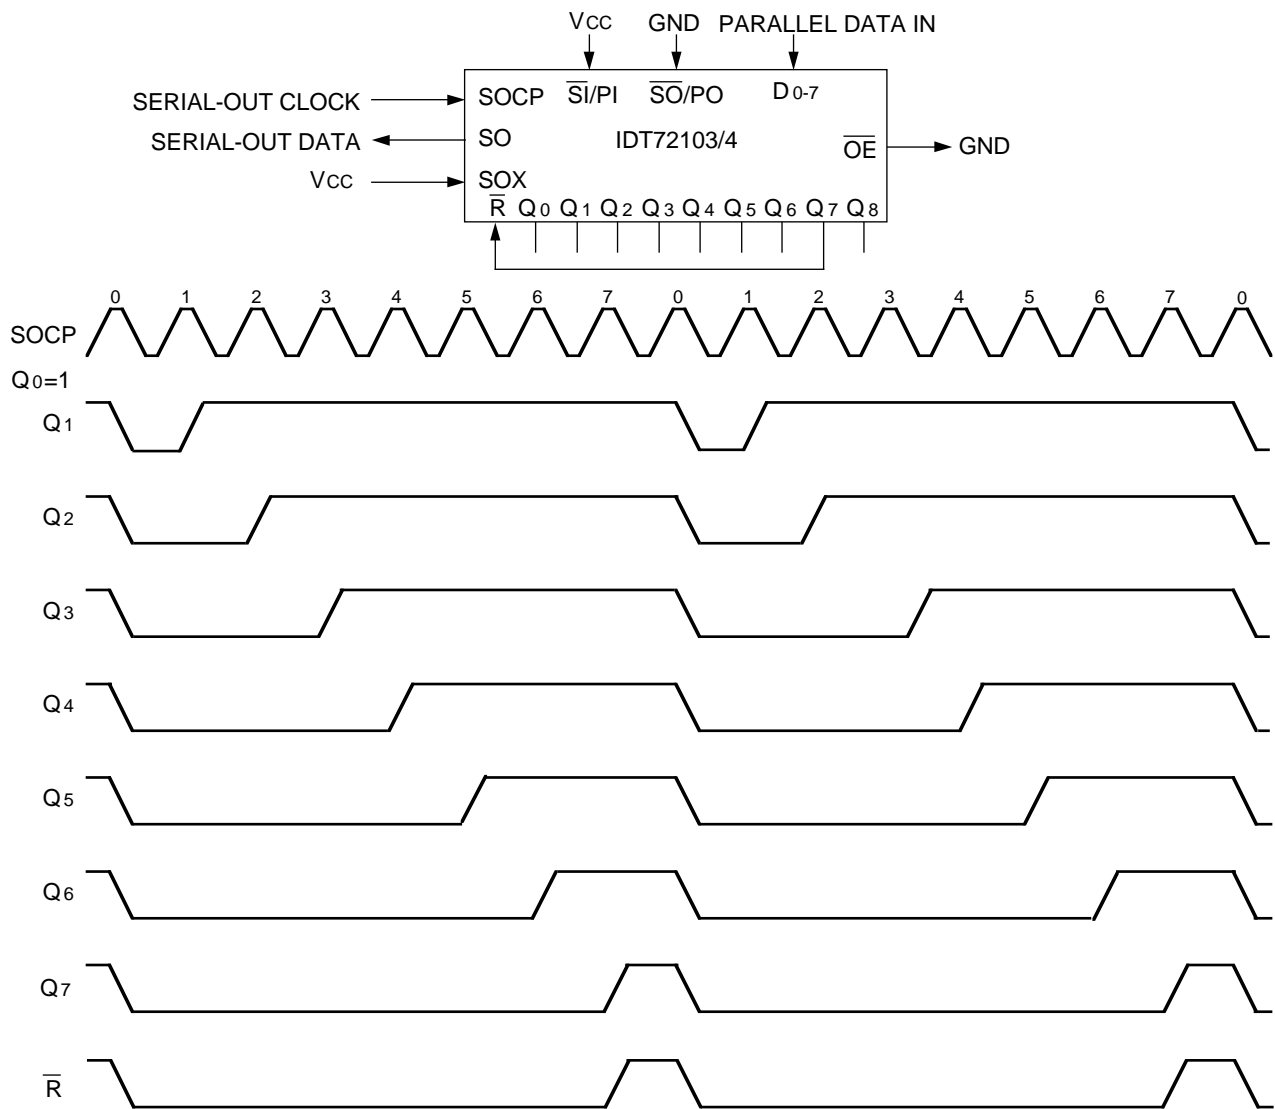 VCC GND PARALLEL DATA IN
SERIAL-OUT CLOCK SOCP S̅I̅/PI S̅O̅/PO D0-7
SERIAL-OUT DATA SO IDT72103/4 O̅E̅ GND
VCC SOX
R̅ Q0 Q1 Q2 Q3 Q4 Q5 Q6 Q7 Q8
0 1 2 3 4 5 6 7 0 1 2 3 4 5 6 7 0
SOCP
Q0=1
Q1
Q2
Q3
Q4
Q5
Q6
Q7
R̅